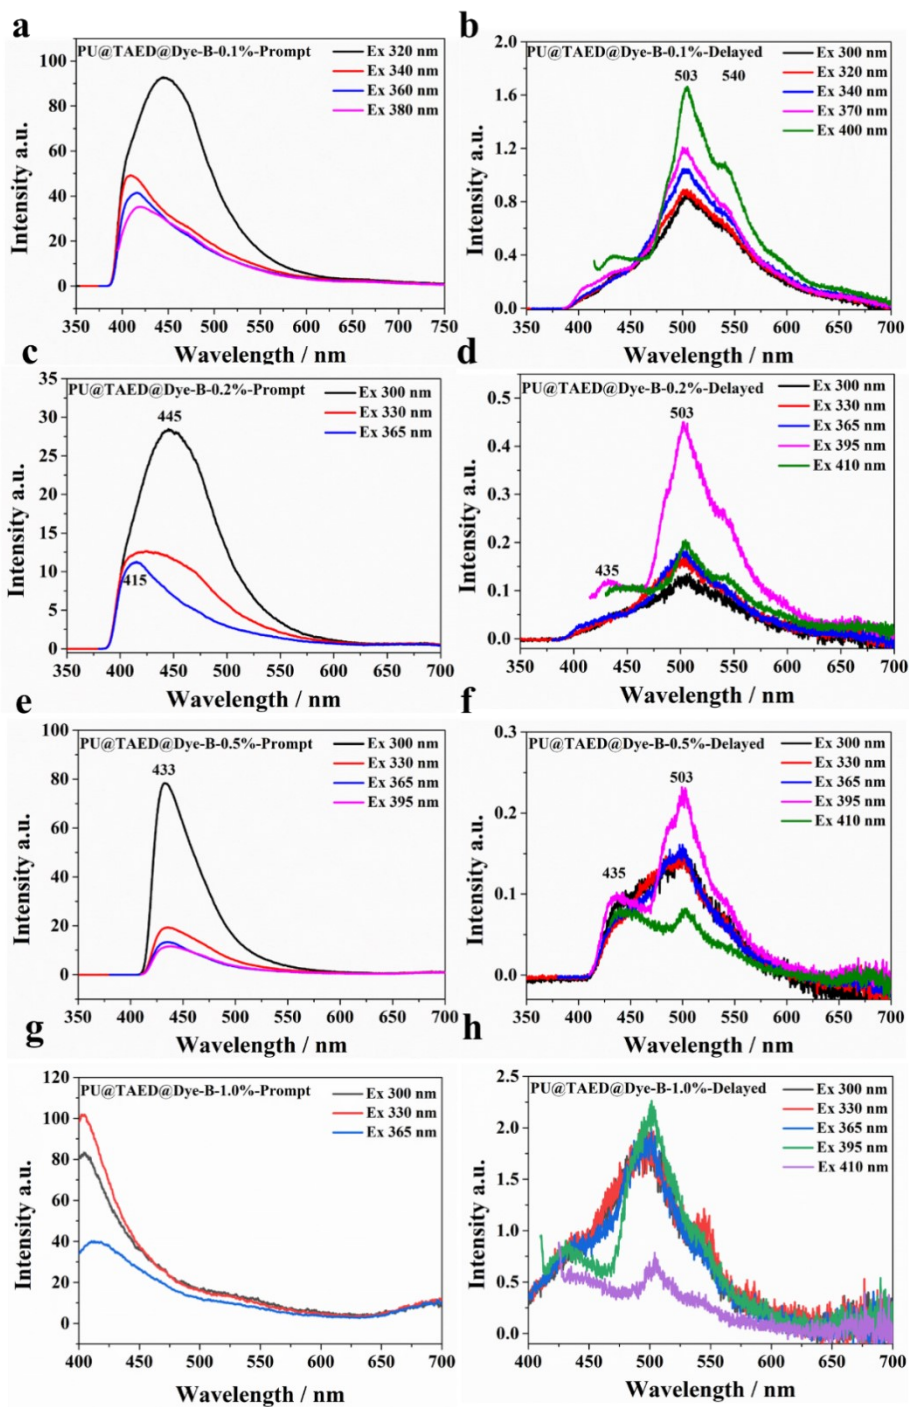 a
PU@TAED@Dye-B-0.1%-Prompt
Ex 320 nm
Ex 340 nm
Ex 360 nm
Ex 380 nm
100
80
60
40
20
0
350 400 450 500 550 600 650 700 750
Intensity a.u.
Wavelength / nm
b
PU@TAED@Dye-B-0.1%-Delayed
503 540
Ex 300 nm
Ex 320 nm
Ex 340 nm
Ex 370 nm
Ex 400 nm
2.0
1.6
1.2
0.8
0.4
0.0
350 400 450 500 550 600 650 700
Intensity a.u.
Wavelength / nm
c
PU@TAED@Dye-B-0.2%-Prompt
445
415
Ex 300 nm
Ex 330 nm
Ex 365 nm
35
30
25
20
15
10
5
0
350 400 450 500 550 600 650 700
Intensity a.u.
Wavelength / nm
d
PU@TAED@Dye-B-0.2%-Delayed
503
435
Ex 300 nm
Ex 330 nm
Ex 365 nm
Ex 395 nm
Ex 410 nm
0.5
0.4
0.3
0.2
0.1
0.0
350 400 450 500 550 600 650 700
Intensity a.u.
Wavelength / nm
e
PU@TAED@Dye-B-0.5%-Prompt
433
Ex 300 nm
Ex 330 nm
Ex 365 nm
Ex 395 nm
100
80
60
40
20
0
350 400 450 500 550 600 650 700
Intensity a.u.
Wavelength / nm
f
PU@TAED@Dye-B-0.5%-Delayed
503
435
Ex 300 nm
Ex 330 nm
Ex 365 nm
Ex 395 nm
Ex 410 nm
0.3
0.2
0.1
0.0
350 400 450 500 550 600 650 700
Intensity a.u.
Wavelength / nm
g
PU@TAED@Dye-B-1.0%-Prompt
Ex 300 nm
Ex 330 nm
Ex 365 nm
120
100
80
60
40
20
0
400 450 500 550 600 650 700
Intensity a.u.
Wavelength / nm
h
PU@TAED@Dye-B-1.0%-Delayed
Ex 300 nm
Ex 330 nm
Ex 365 nm
Ex 395 nm
Ex 410 nm
2.5
2.0
1.5
1.0
0.5
0.0
400 450 500 550 600 650 700
Intensity a.u.
Wavelength / nm